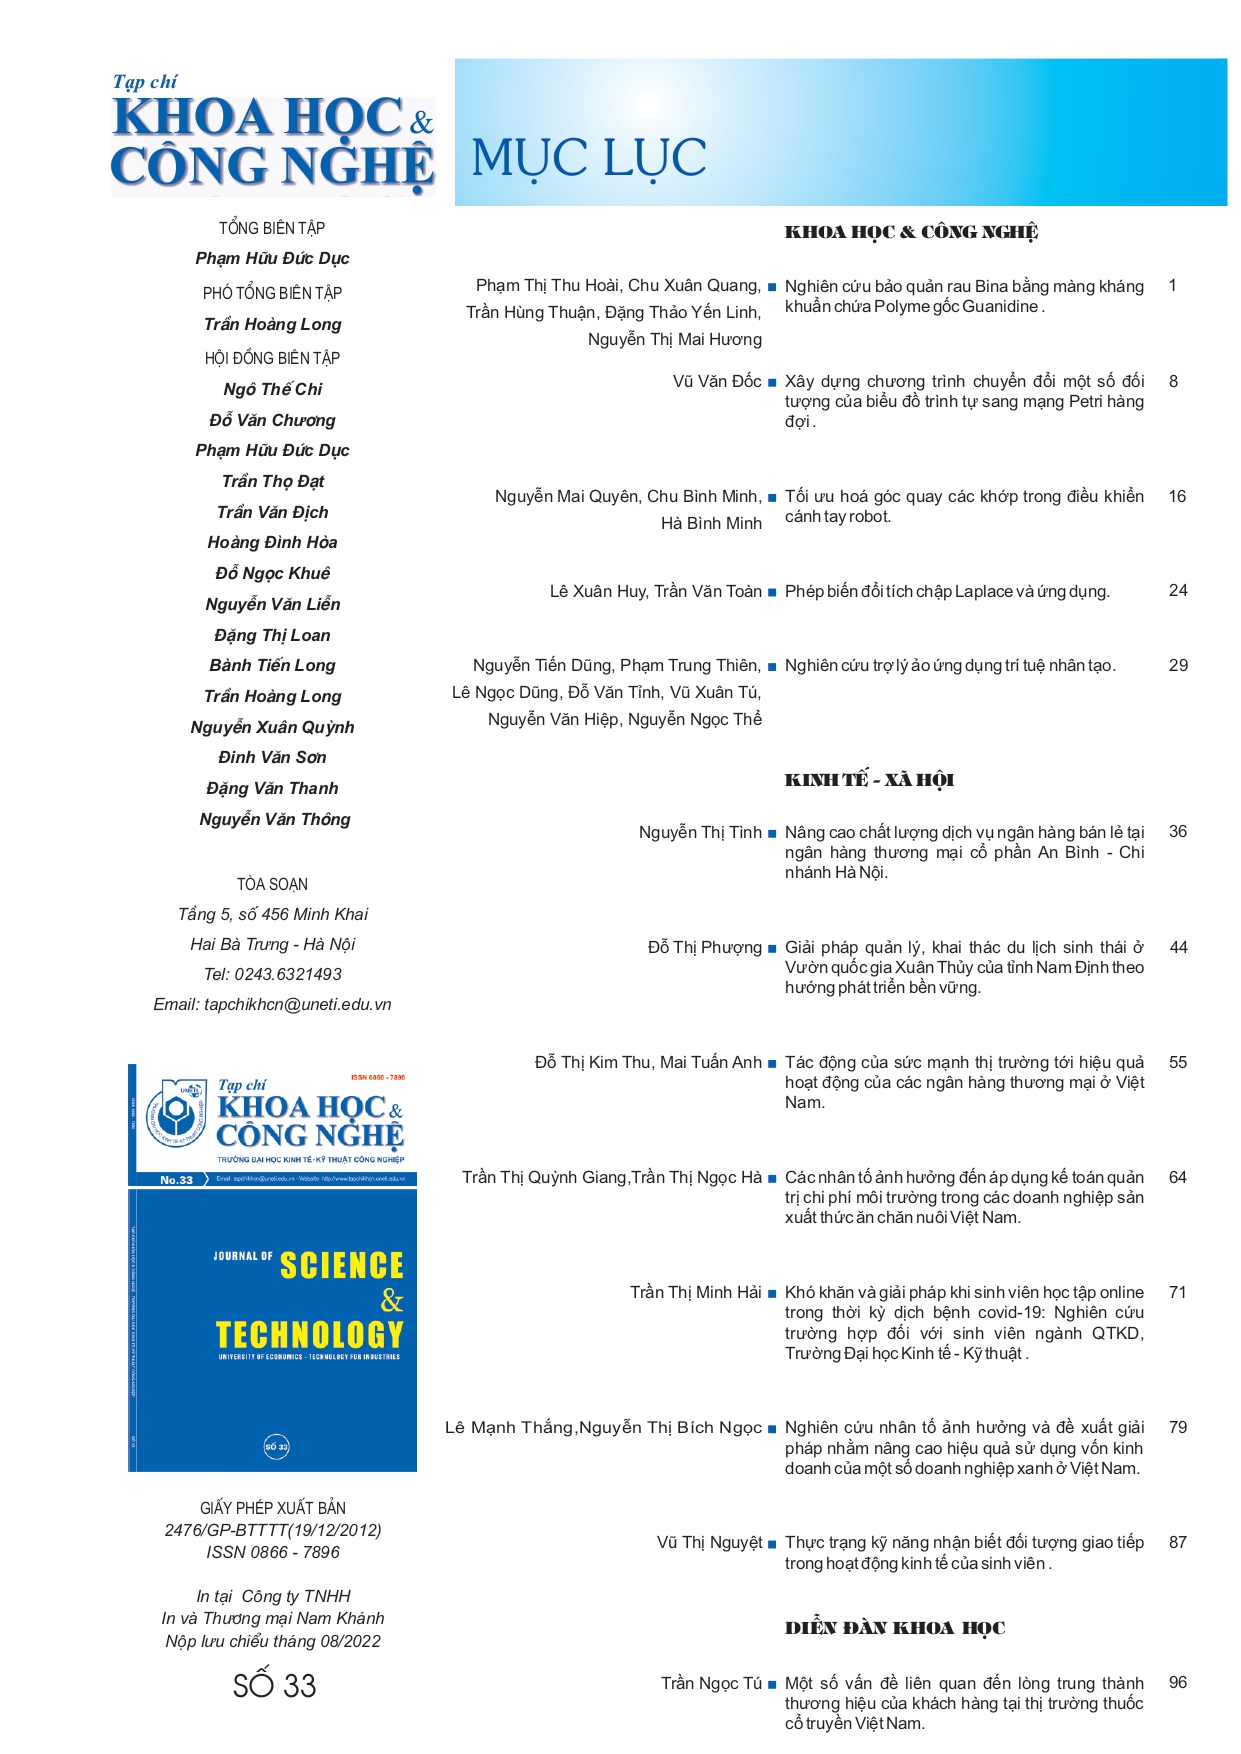 Tạp chí
KHOA HỌC &
CÔNG NGHỆ
MỤC LỤC
TỔNG BIÊN TẬP
Phạm Hữu Đức Dục
PHÓ TỔNG BIÊN TẬP
Trần Hoàng Long
HỘI ĐỒNG BIÊN TẬP
Ngô Thế Chi
Đỗ Văn Chương
Phạm Hữu Đức Dục
Trần Thọ Đạt
Trần Văn Địch
Hoàng Đình Hòa
Đỗ Ngọc Khuê
Nguyễn Văn Liễn
Đặng Thị Loan
Bành Tiến Long
Trần Hoàng Long
Nguyễn Xuân Quỳnh
Đinh Văn Sơn
Đặng Văn Thanh
Nguyễn Văn Thông
TÒA SOẠN
Tầng 5, số 456 Minh Khai
Hai Bà Trưng - Hà Nội
Tel: 0243.6321493
Email: tapchikhcn@uneti.edu.vn
ISSN 0866 - 7896
UNETI
Tạp chí
KHOA HỌC &
CÔNG NGHỆ
TRƯỜNG ĐẠI HỌC KINH TẾ-KỸ THUẬT CÔNG NGHIỆP
No.33
Email: tapchikhcn@uneti.edu.vn - Website: http://www.tapchikhcn.uneti.edu.vn
JOURNAL OF SCIENCE
&
TECHNOLOGY
UNIVERSITY OF ECONOMICS - TECHNOLOGY FOR INDUSTRIES
SỐ 33
GIẤY PHÉP XUẤT BẢN
2476/GP-BTTTT(19/12/2012)
ISSN 0866 - 7896
In tại Công ty TNHH
In và Thương mại Nam Khánh
Nộp lưu chiểu tháng 08/2022
SỐ 33
KHOA HỌC & CÔNG NGHỆ
Phạm Thị Thu Hoài, Chu Xuân Quang, ■ Nghiên cứu bảo quản rau Bina bằng màng kháng 1
Trần Hùng Thuận, Đặng Thảo Yến Linh, khuẩn chứa Polyme gốc Guanidine .
Nguyễn Thị Mai Hương
Vũ Văn Đốc ■ Xây dựng chương trình chuyển đổi một số đối 8
tượng của biểu đồ trình tự sang mạng Petri hàng
đợi .
Nguyễn Mai Quyên, Chu Bình Minh, ■ Tối ưu hoá góc quay các khớp trong điều khiển 16
Hà Bình Minh cánh tay robot.
Lê Xuân Huy, Trần Văn Toàn ■ Phép biến đổi tích chập Laplace và ứng dụng. 24
Nguyễn Tiến Dũng, Phạm Trung Thiên, ■ Nghiên cứu trợ lý ảo ứng dụng trí tuệ nhân tạo. 29
Lê Ngọc Dũng, Đỗ Văn Tỉnh, Vũ Xuân Tú,
Nguyễn Văn Hiệp, Nguyễn Ngọc Thể
KINH TẾ - XÃ HỘI
Nguyễn Thị Tình ■ Nâng cao chất lượng dịch vụ ngân hàng bán lẻ tại 36
ngân hàng thương mại cổ phần An Bình - Chi
nhánh Hà Nội.
Đỗ Thị Phượng ■ Giải pháp quản lý, khai thác du lịch sinh thái ở 44
Vườn quốc gia Xuân Thủy của tỉnh Nam Định theo
hướng phát triển bền vững.
Đỗ Thị Kim Thu, Mai Tuấn Anh ■ Tác động của sức mạnh thị trường tới hiệu quả 55
hoạt động của các ngân hàng thương mại ở Việt
Nam.
Trần Thị Quỳnh Giang,Trần Thị Ngọc Hà ■ Các nhân tố ảnh hưởng đến áp dụng kế toán quản 64
trị chi phí môi trường trong các doanh nghiệp sản
xuất thức ăn chăn nuôi Việt Nam.
Trần Thị Minh Hải ■ Khó khăn và giải pháp khi sinh viên học tập online 71
trong thời kỳ dịch bệnh covid-19: Nghiên cứu
trường hợp đối với sinh viên ngành QTKD,
Trường Đại học Kinh tế - Kỹ thuật .
Lê Mạnh Thắng,Nguyễn Thị Bích Ngọc ■ Nghiên cứu nhân tố ảnh hưởng và đề xuất giải 79
pháp nhằm nâng cao hiệu quả sử dụng vốn kinh
doanh của một số doanh nghiệp xanh ở Việt Nam.
Vũ Thị Nguyệt ■ Thực trạng kỹ năng nhận biết đối tượng giao tiếp 87
trong hoạt động kinh tế của sinh viên .
DIỄN ĐÀN KHOA HỌC
Trần Ngọc Tú ■ Một số vấn đề liên quan đến lòng trung thành 96
thương hiệu của khách hàng tại thị trường thuốc
cổ truyền Việt Nam.